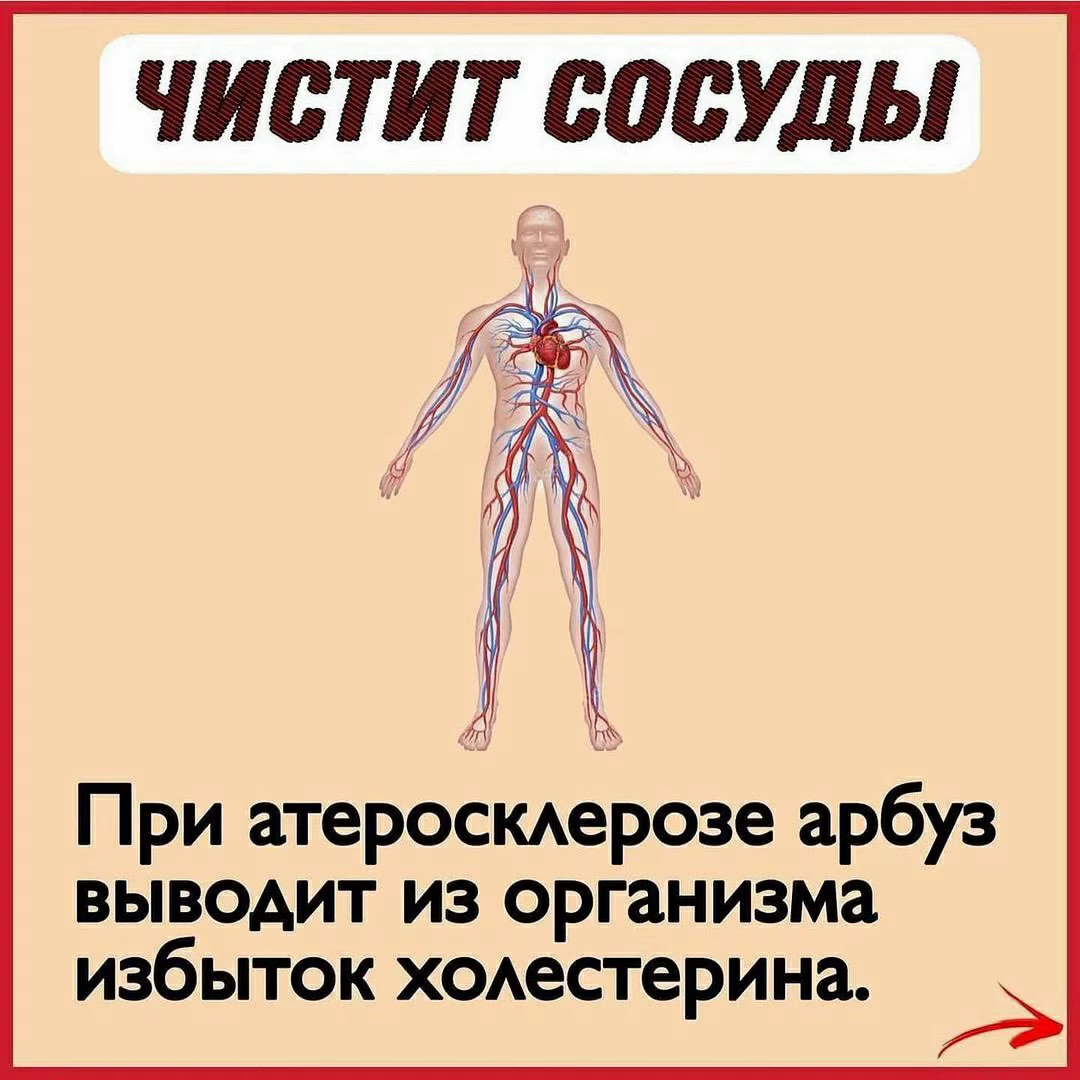 ЧИСТИТ СОСУДЫ
При атеросклерозе арбуз
выводит из организма
избыток холестерина.